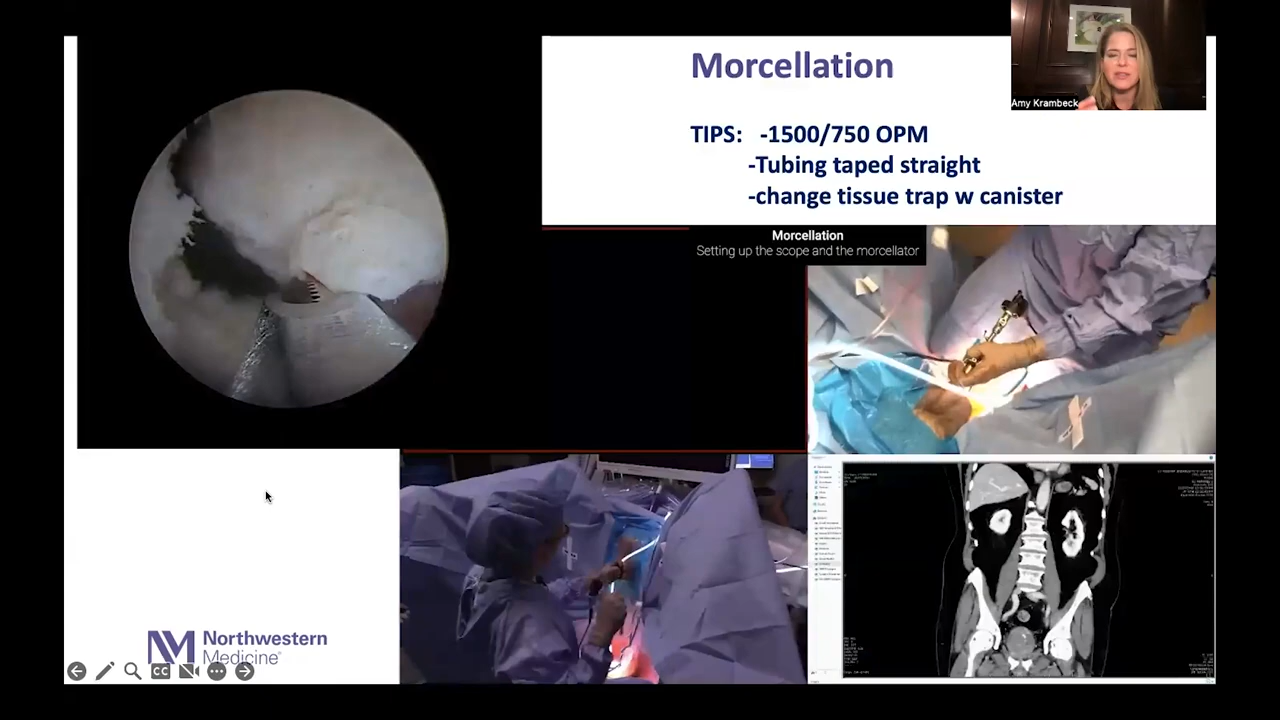 Morcellation
Amy Krambeck
TIPS: -1500/750 OPM
-Tubing taped straight
-change tissue trap w canister
Morcellation
Setting up the scope and the morcellator
Northwestern
Medicine
CC